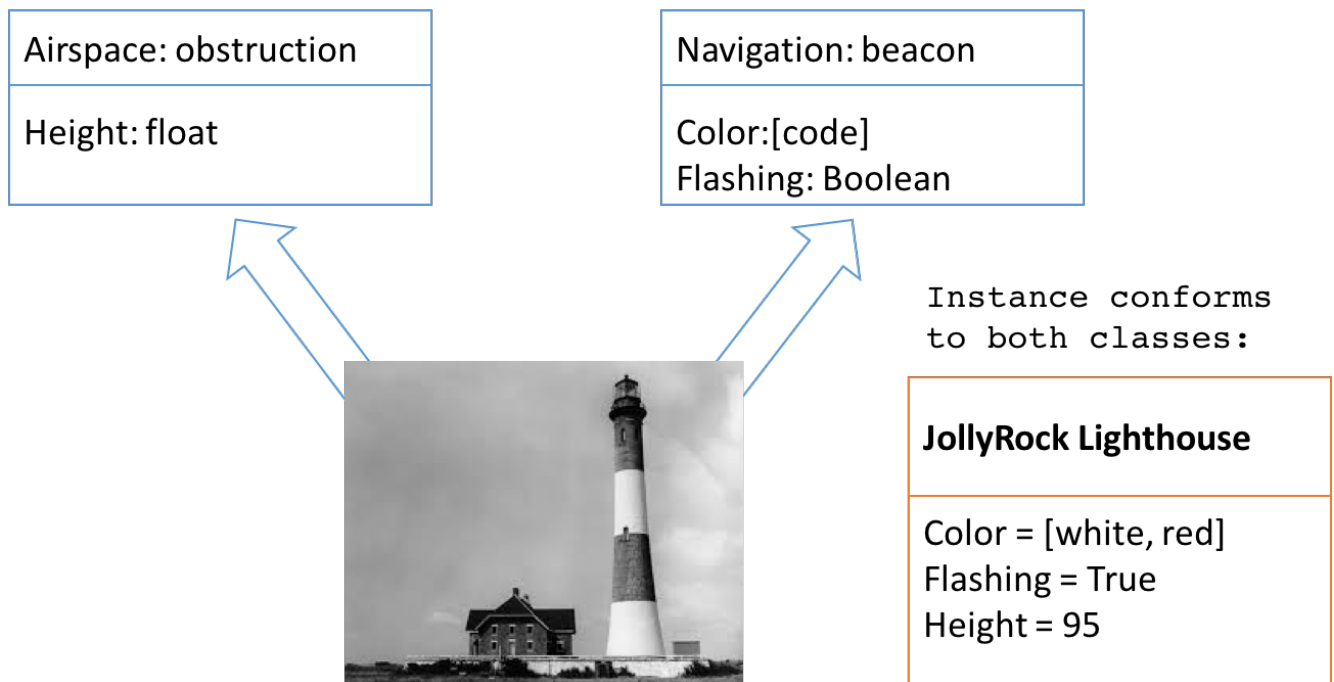 Airspace: obstruction
Height: float
Navigation: beacon
Color:[code]
Flashing: Boolean
Instance conforms
to both classes:
JollyRock Lighthouse
Color = [white, red]
Flashing = True
Height = 95